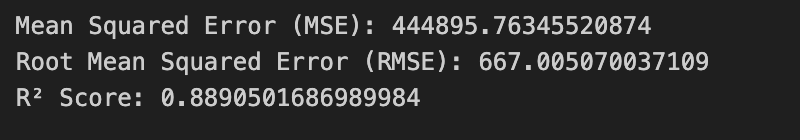 Mean Squared Error (MSE): 444895.76345520874
Root Mean Squared Error (RMSE): 667.005070037109
R² Score: 0.8890501686989984